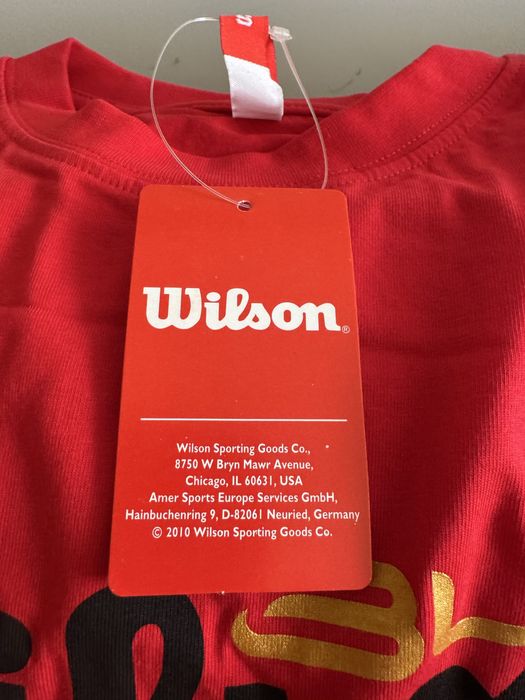 Wilson®
Wilson Sporting Goods Co.,
8750 W Bryn Mawr Avenue,
Chicago, IL 60631, USA
Amer Sports Europe Services GmbH,
Hainbuchenring 9, D-82061 Neuried, Germany
© 2010 Wilson Sporting Goods Co.